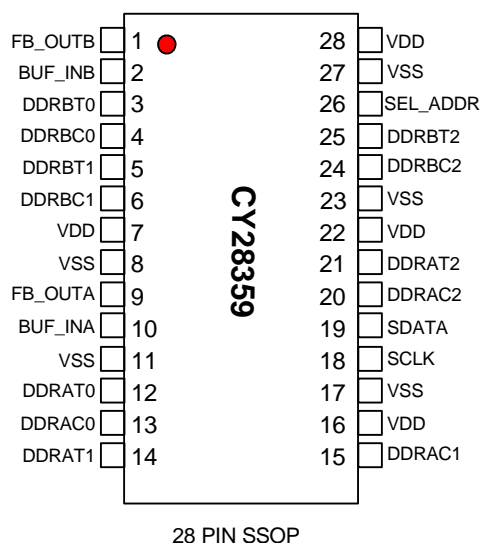 FB_OUTB 1 28 VDD
BUF_INB 2 27 VSS
DDRBT0 3 26 SEL_ADDR
DDRBC0 4 25 DDRBT2
DDRBT1 5 24 DDRBC2
DDRBC1 6 23 VSS
VDD 7 22 VDD
VSS 8 21 DDRAT2
FB_OUTA 9 20 DDRAC2
BUF_INA 10 19 SDATA
VSS 11 18 SCLK
DDRAT0 12 17 VSS
DDRAC0 13 16 VDD
DDRAT1 14 15 DDRAC1
CY28359
28 PIN SSOP